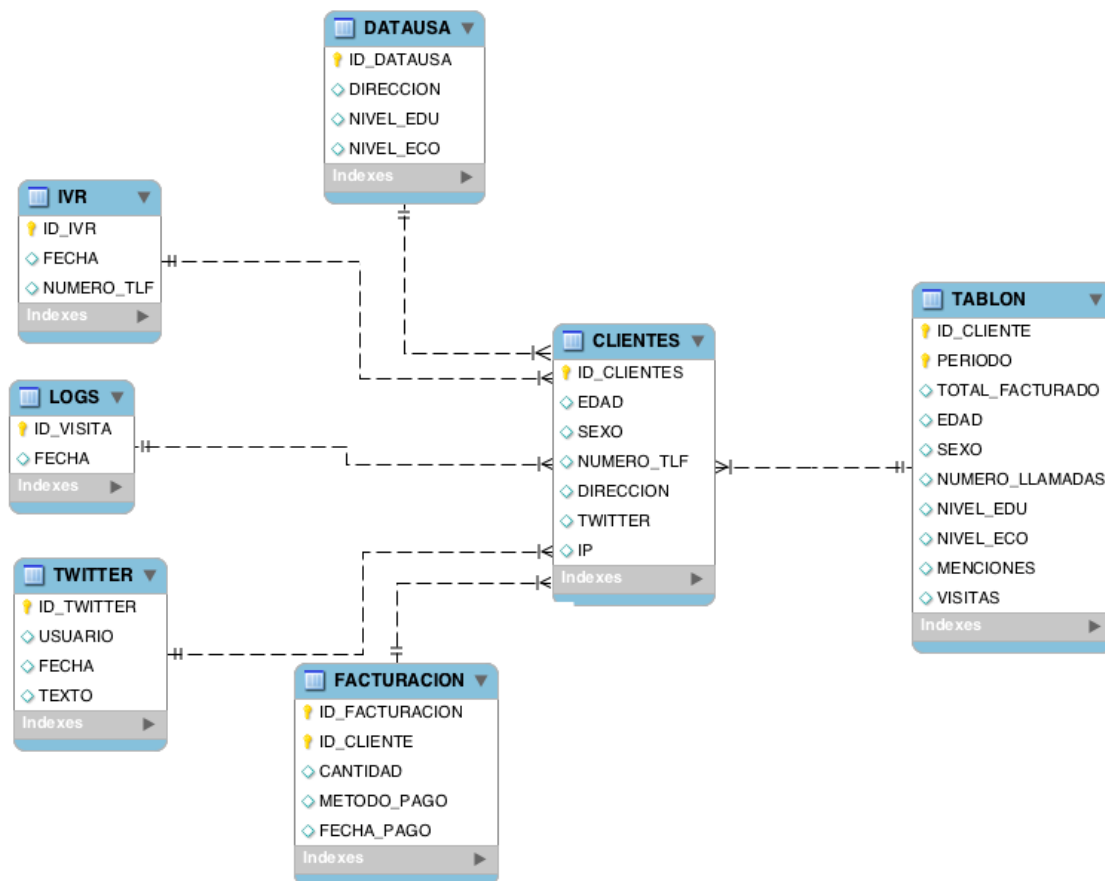 DATAUSA
ID_DATAUSA
DIRECCION
NIVEL_EDU
NIVEL_ECO
Indexes
IVR
ID_IVR
FECHA
NUMERO_TLF
Indexes
LOGS
ID_VISITA
FECHA
Indexes
TWITTER
ID_TWITTER
USUARIO
FECHA
TEXTO
Indexes
FACTURACION
ID_FACTURACION
ID_CLIENTE
CANTIDAD
METODO_PAGO
FECHA_PAGO
Indexes
CLIENTES
ID_CLIENTES
EDAD
SEXO
NUMERO_TLF
DIRECCION
TWITTER
IP
Indexes
TABLON
ID_CLIENTE
PERIODO
TOTAL_FACTURADO
EDAD
SEXO
NUMERO_LLAMADAS
NIVEL_EDU
NIVEL_ECO
MENCIONES
VISITAS
Indexes